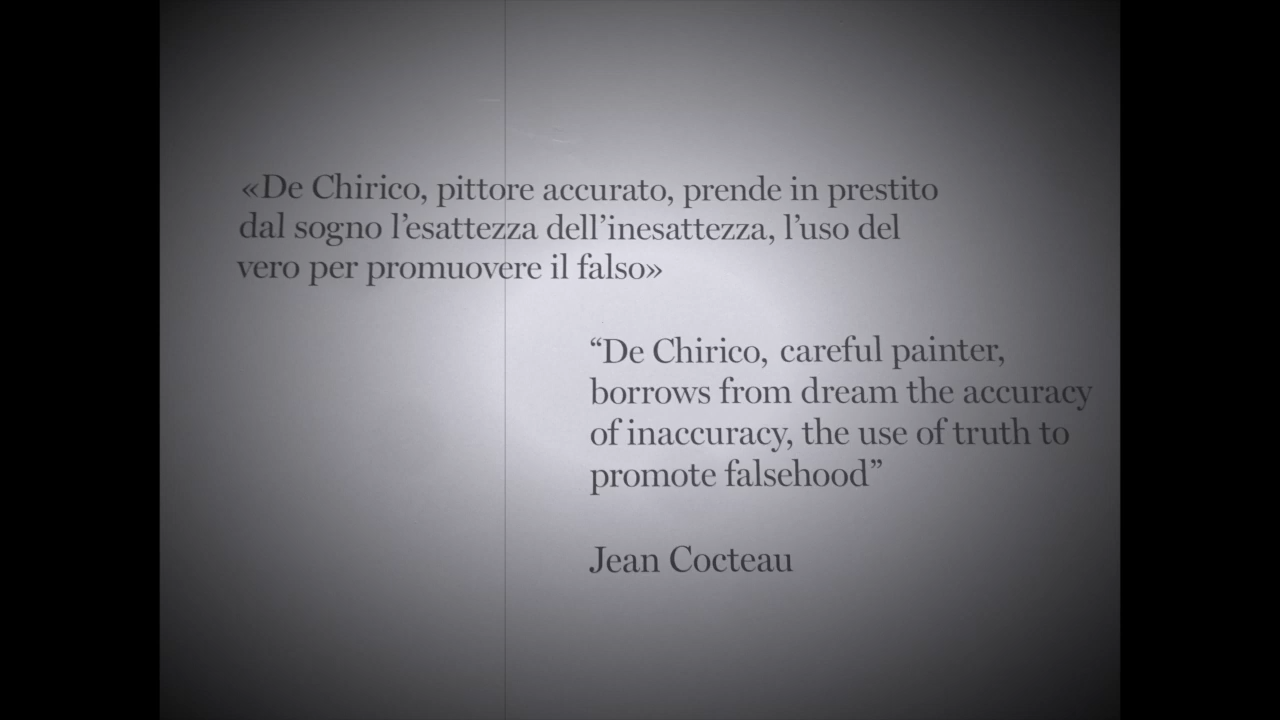 «De Chirico, pittore accurato, prende in prestito
dal sogno l’esattezza dell’inesattezza, l’uso del
vero per promuovere il falso»
“De Chirico, careful painter,
borrows from dream the accuracy
of inaccuracy, the use of truth to
promote falsehood”
Jean Cocteau